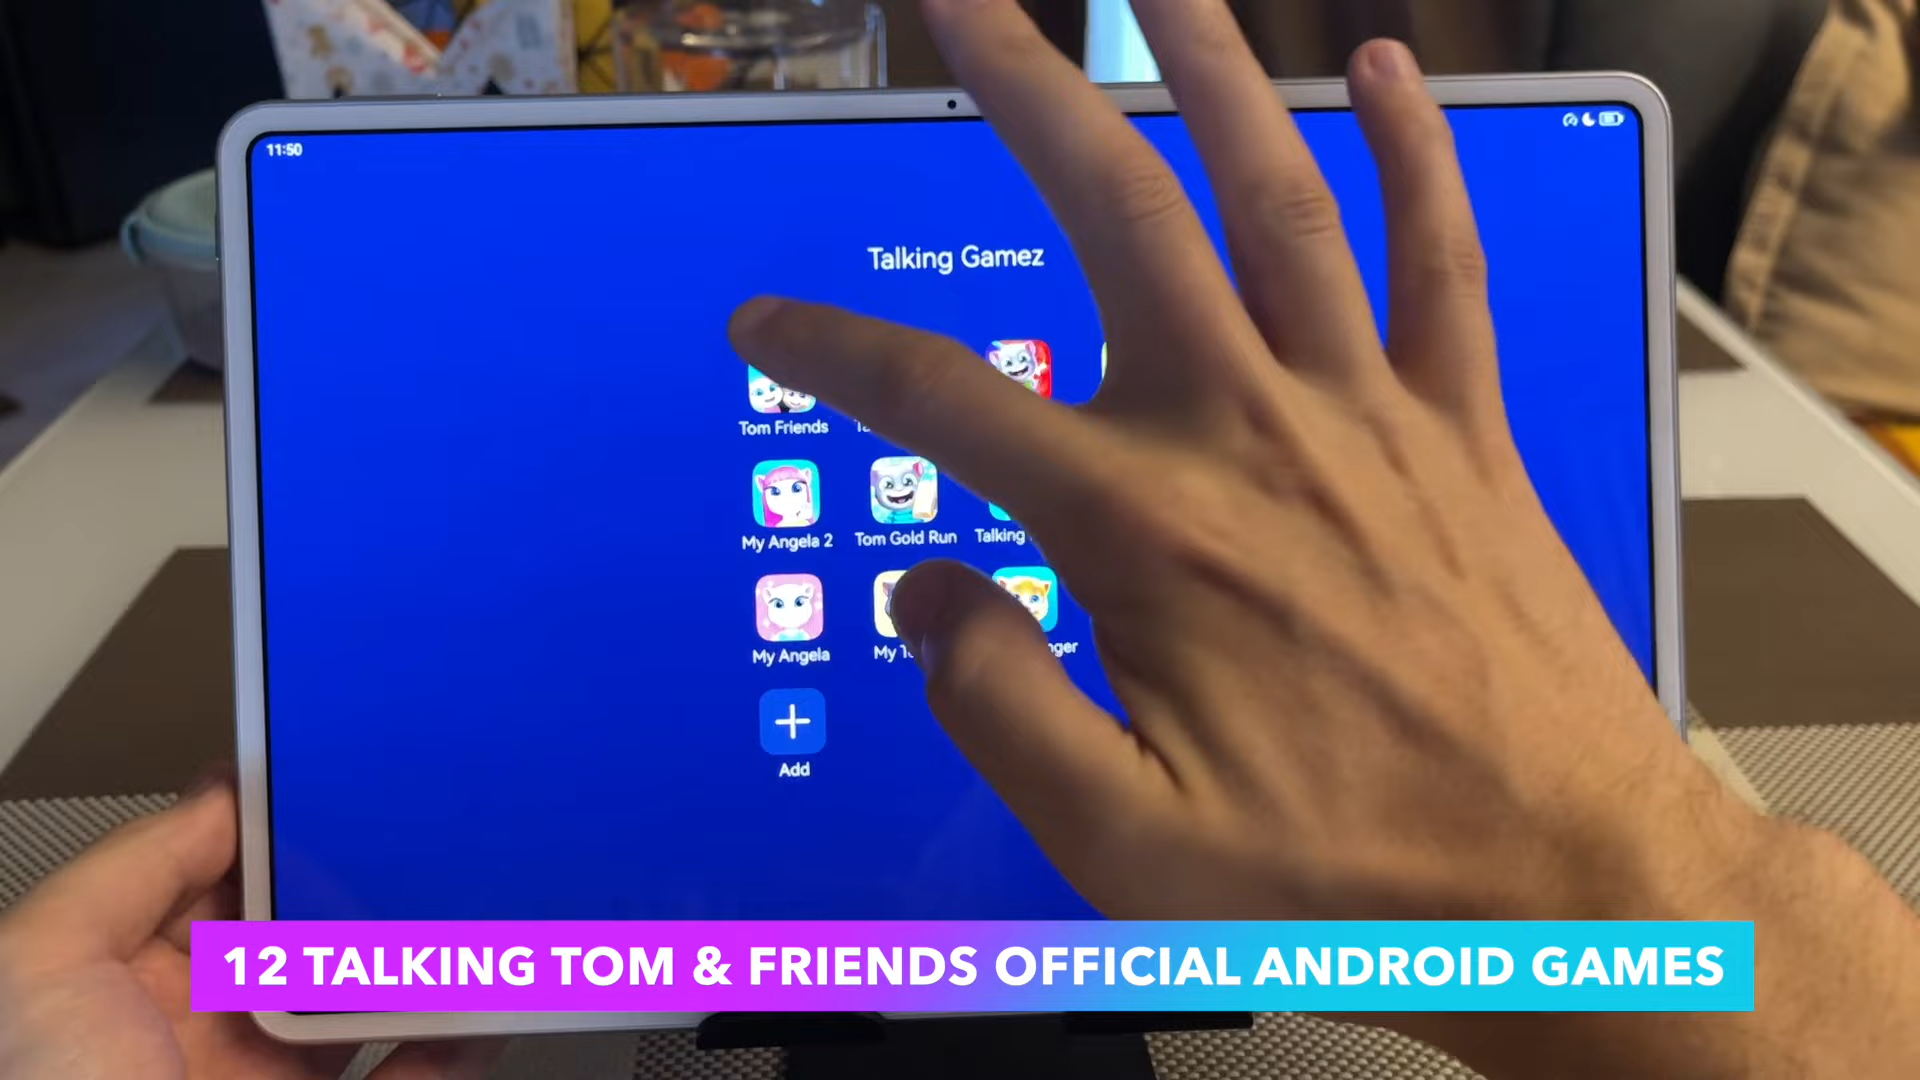 11:50
Talking Gamez
Tom Friends
My Angela 2 Tom Gold Run Talking
My Angela My
Add
12 TALKING TOM & FRIENDS OFFICIAL ANDROID GAMES